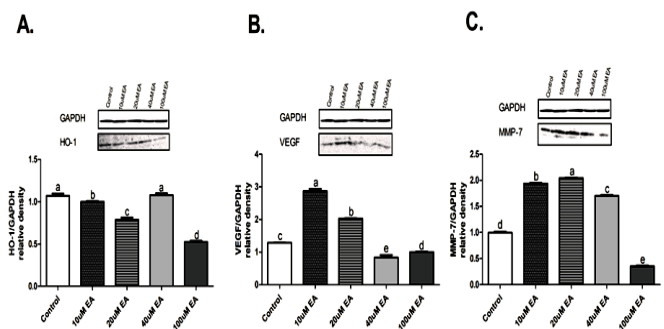 A.
Control 10uM EA 20uM EA 40uM EA 100uM EA
GAPDH
HO-1
HO-1/GAPDH
relative density
1.5
1.0
0.5
0.0
a b c a d
Control 10uM EA 20uM EA 40uM EA 100uM EA
B.
Control 10uM EA 20uM EA 40uM EA 100uM EA
GAPDH
VEGF
VEGF/GAPDH
relative density
4
3
2
1
0
c a b e d
Control 10uM EA 20uM EA 40uM EA 100uM EA
C.
Control 10uM EA 20uM EA 40uM EA 100uM EA
GAPDH
MMP-7
MMP-7/GAPDH
relative density
2.5
2.0
1.5
1.0
0.5
0.0
d b a c e
Control 10uM EA 20uM EA 40uM EA 100uM EA